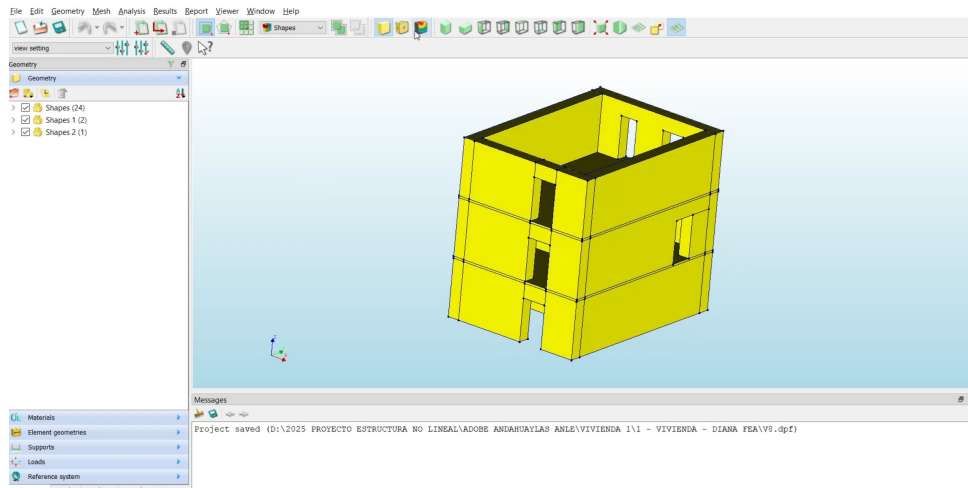 File Edit Geometry Mesh Analysis Results Report Viewer Window Help
Shapes
view setting
Geometry
Geometry
Shapes (24)
Shapes 1 (2)
Shapes 2 (1)
Materials
Element geometries
Supports
Loads
Reference system
Messages
Project saved (D:\2025 PROYECTO ESTRUCTURA NO LINEAL\ADOBE ANDAHUAYLAS ANLE\VIVIENDA 1\1 - VIVIENDA - DIANA FEA\V8.dpf)